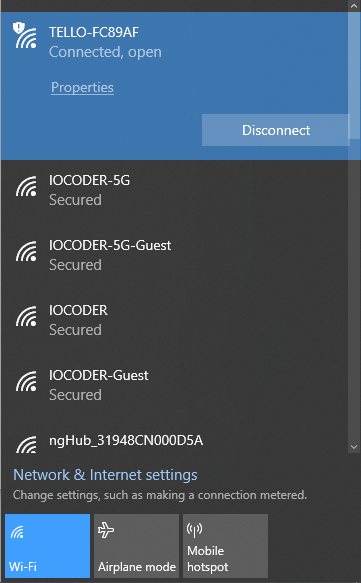 TELLO-FC89AF
Connected, open
Properties
Disconnect
IOCODER-5G
Secured
IOCODER-5G-Guest
Secured
IOCODER
Secured
IOCODER-Guest
Secured
ngHub_31948CN000D5A
Network & Internet settings
Change settings, such as making a connection metered.
Wi-Fi
Airplane mode
Mobile
hotspot